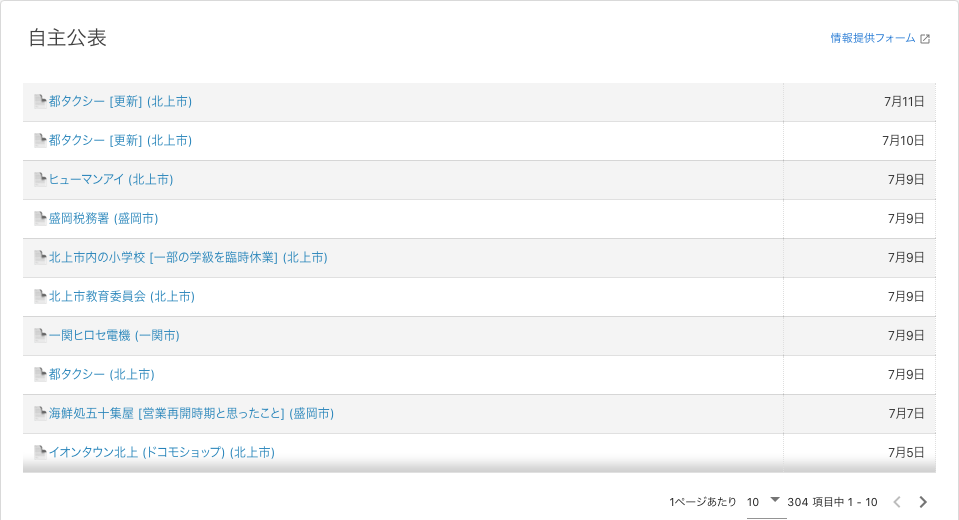 自主公表
情報提供フォーム
都タクシー [更新] (北上市) 7月11日
都タクシー [更新] (北上市) 7月10日
ヒューマンアイ (北上市) 7月9日
盛岡税務署 (盛岡市) 7月9日
北上市内の小学校 [一部の学級を臨時休業] (北上市) 7月9日
北上市教育委員会 (北上市) 7月9日
一関ヒロセ電機 (一関市) 7月9日
都タクシー (北上市) 7月9日
海鮮処五十集屋 [営業再開時期と思ったこと] (盛岡市) 7月7日
イオンタウン北上 (ドコモショップ) (北上市) 7月5日
1ページあたり 10 304 項目中 1 - 10